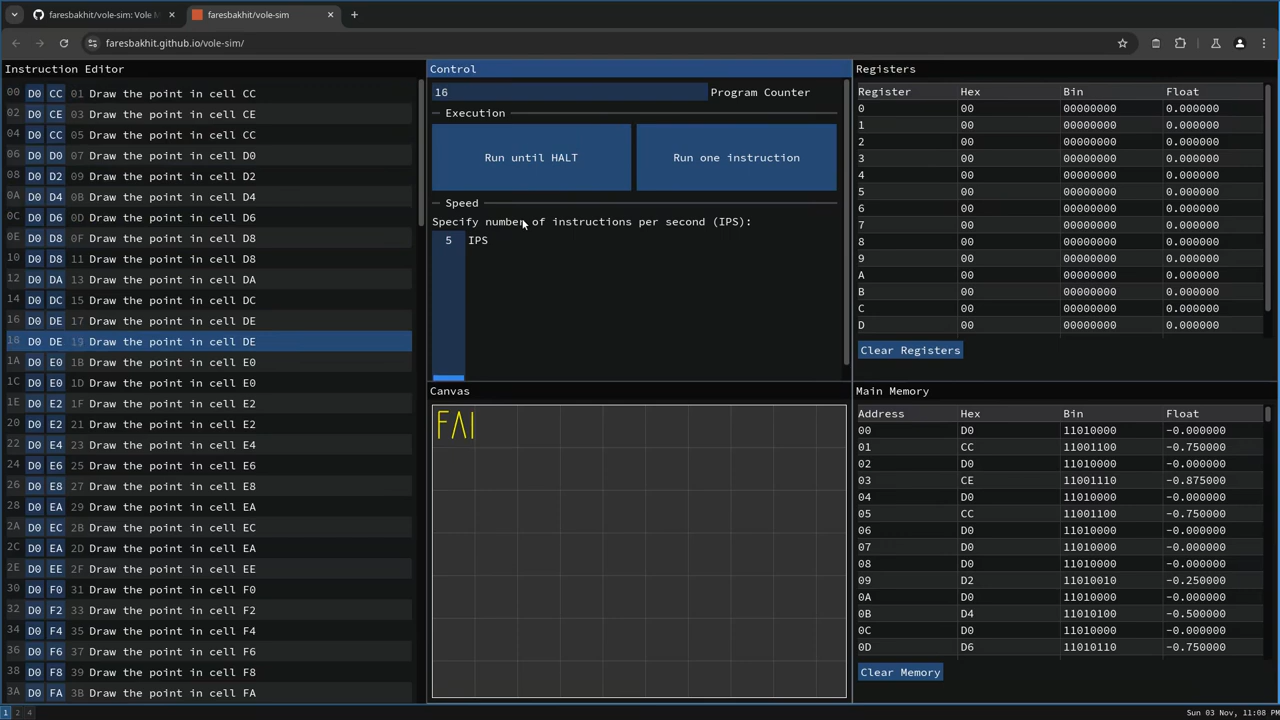 faresbakhit/vole-sim: Vole M
faresbakhit/vole-sim
faresbakhit.github.io/vole-sim/
Instruction Editor
00 D0 CC 01 Draw the point in cell CC
02 D0 CE 03 Draw the point in cell CE
04 D0 CC 05 Draw the point in cell CC
06 D0 D0 07 Draw the point in cell D0
08 D0 D2 09 Draw the point in cell D2
0A D0 D4 0B Draw the point in cell D4
0C D0 D6 0D Draw the point in cell D6
0E D0 D8 0F Draw the point in cell D8
10 D0 D8 11 Draw the point in cell D8
12 D0 DA 13 Draw the point in cell DA
14 D0 DC 15 Draw the point in cell DC
16 D0 DE 17 Draw the point in cell DE
18 D0 DE 19 Draw the point in cell DE
1A D0 E0 1B Draw the point in cell E0
1C D0 E0 1D Draw the point in cell E0
1E D0 E2 1F Draw the point in cell E2
20 D0 E2 21 Draw the point in cell E2
22 D0 E4 23 Draw the point in cell E4
24 D0 E6 25 Draw the point in cell E6
26 D0 E8 27 Draw the point in cell E8
28 D0 EA 29 Draw the point in cell EA
2A D0 EC 2B Draw the point in cell EC
2C D0 EA 2D Draw the point in cell EA
2E D0 EE 2F Draw the point in cell EE
30 D0 F0 31 Draw the point in cell F0
32 D0 F2 33 Draw the point in cell F2
34 D0 F4 35 Draw the point in cell F4
36 D0 F6 37 Draw the point in cell F6
38 D0 F8 39 Draw the point in cell F8
3A D0 FA 3B Draw the point in cell FA
Control
16 Program Counter
Execution
Run until HALT
Run one instruction
Speed
Specify number of instructions per second (IPS):
5 IPS
Canvas
FAI
Registers
Register Hex Bin Float
0 00 00000000 0.000000
1 00 00000000 0.000000
2 00 00000000 0.000000
3 00 00000000 0.000000
4 00 00000000 0.000000
5 00 00000000 0.000000
6 00 00000000 0.000000
7 00 00000000 0.000000
8 00 00000000 0.000000
9 00 00000000 0.000000
A 00 00000000 0.000000
B 00 00000000 0.000000
C 00 00000000 0.000000
D 00 00000000 0.000000
Clear Registers
Main Memory
Address Hex Bin Float
00 D0 11010000 -0.000000
01 CC 11001100 -0.750000
02 D0 11010000 -0.000000
03 CE 11001110 -0.875000
04 D0 11010000 -0.000000
05 CC 11001100 -0.750000
06 D0 11010000 -0.000000
07 D0 11010000 -0.000000
08 D0 11010000 -0.000000
09 D2 11010010 -0.250000
0A D0 11010000 -0.000000
0B D4 11010100 -0.500000
0C D0 11010000 -0.000000
0D D6 11010110 -0.750000
Clear Memory
1 2 4
Sun 03 Nov, 11:08 PM